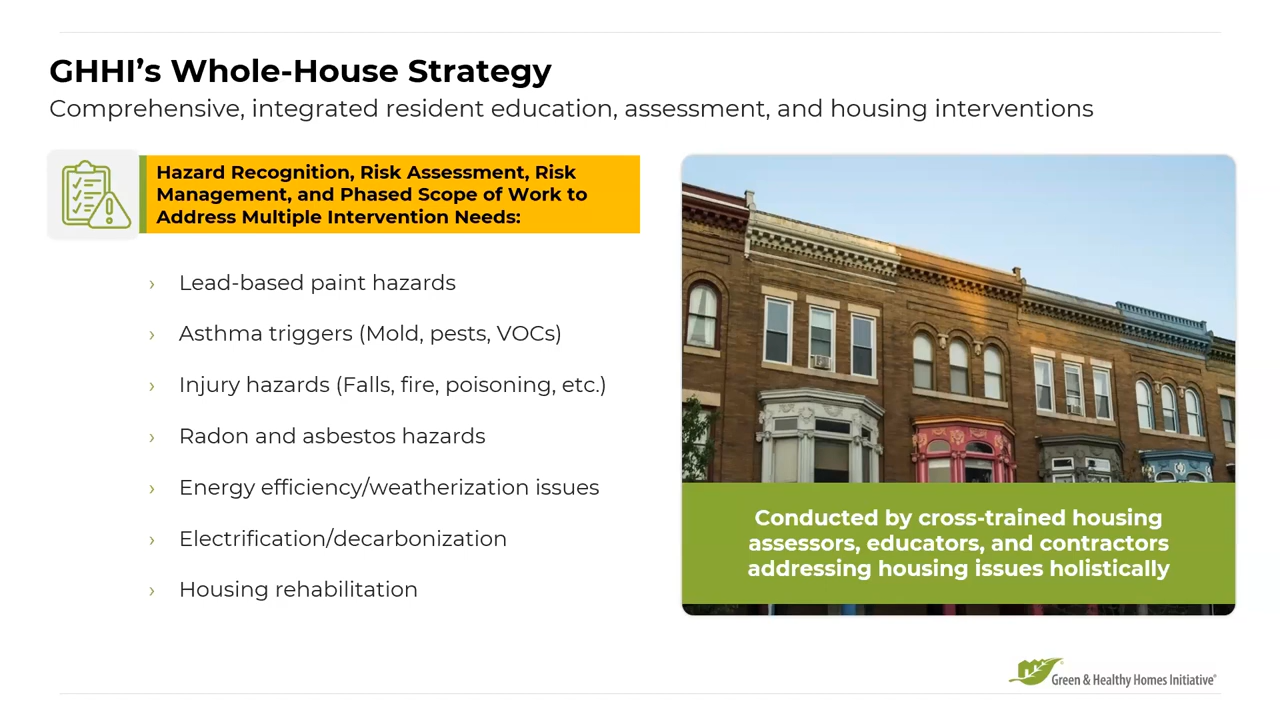 GHHI’s Whole-House Strategy
Comprehensive, integrated resident education, assessment, and housing interventions
Hazard Recognition, Risk Assessment, Risk
Management, and Phased Scope of Work to
Address Multiple Intervention Needs:
› Lead-based paint hazards
› Asthma triggers (Mold, pests, VOCs)
› Injury hazards (Falls, fire, poisoning, etc.)
› Radon and asbestos hazards
› Energy efficiency/weatherization issues
› Electrification/decarbonization
› Housing rehabilitation
Conducted by cross-trained housing
assessors, educators, and contractors
addressing housing issues holistically
Green & Healthy Homes Initiative®